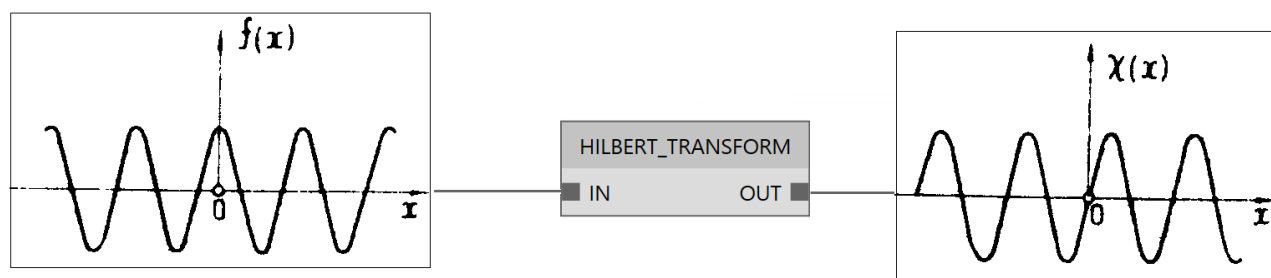 f(x)
0
x
HILBERT_TRANSFORM
IN OUT
χ(x)
0
x